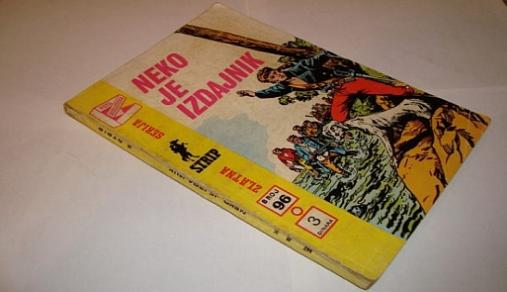 NEKO
JE
IZDAJNIK
SERIJA
STRIP
ZLATNA
BROJ
96
3
DINARA